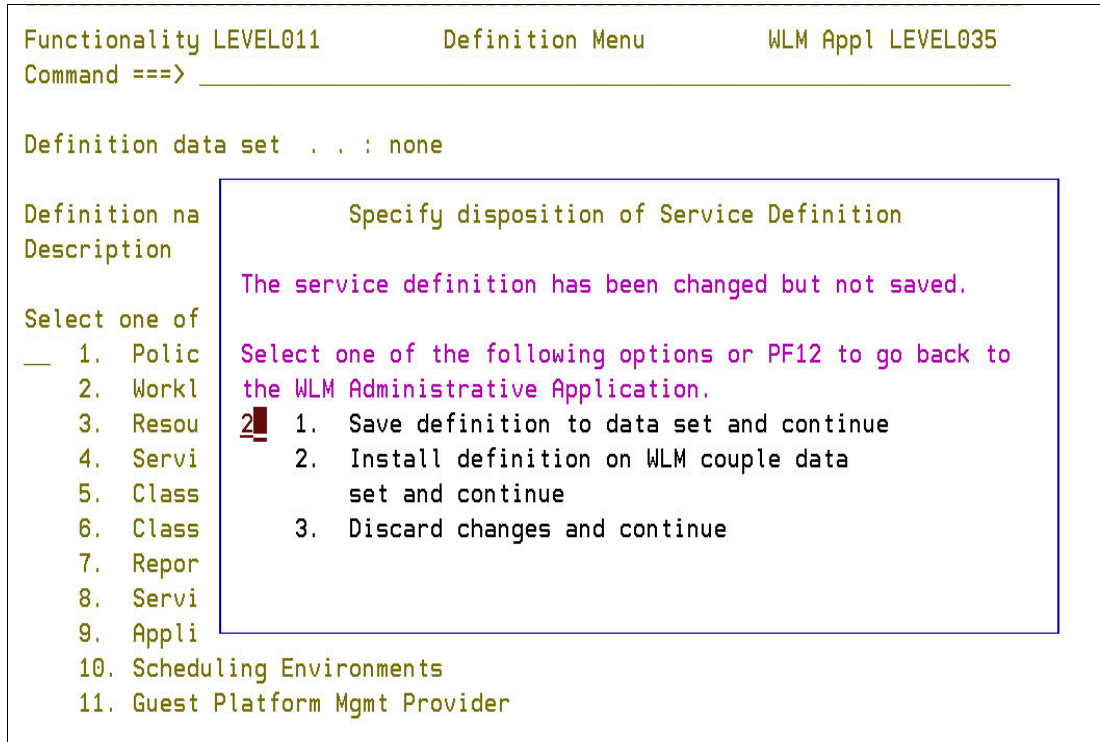 Functionality LEVEL011 Definition Menu WLM Appl LEVEL035
Command ===> ___________________________________________
Definition data set . . : none
Definition na
Description
Select one of
__ 1. Polic
2. Workl
3. Resou
4. Servi
5. Class
6. Class
7. Repor
8. Servi
9. Appli
10. Scheduling Environments
11. Guest Platform Mgmt Provider
Specify disposition of Service Definition
The service definition has been changed but not saved.
Select one of the following options or PF12 to go back to
the WLM Administrative Application.
2 1. Save definition to data set and continue
2. Install definition on WLM couple data
set and continue
3. Discard changes and continue